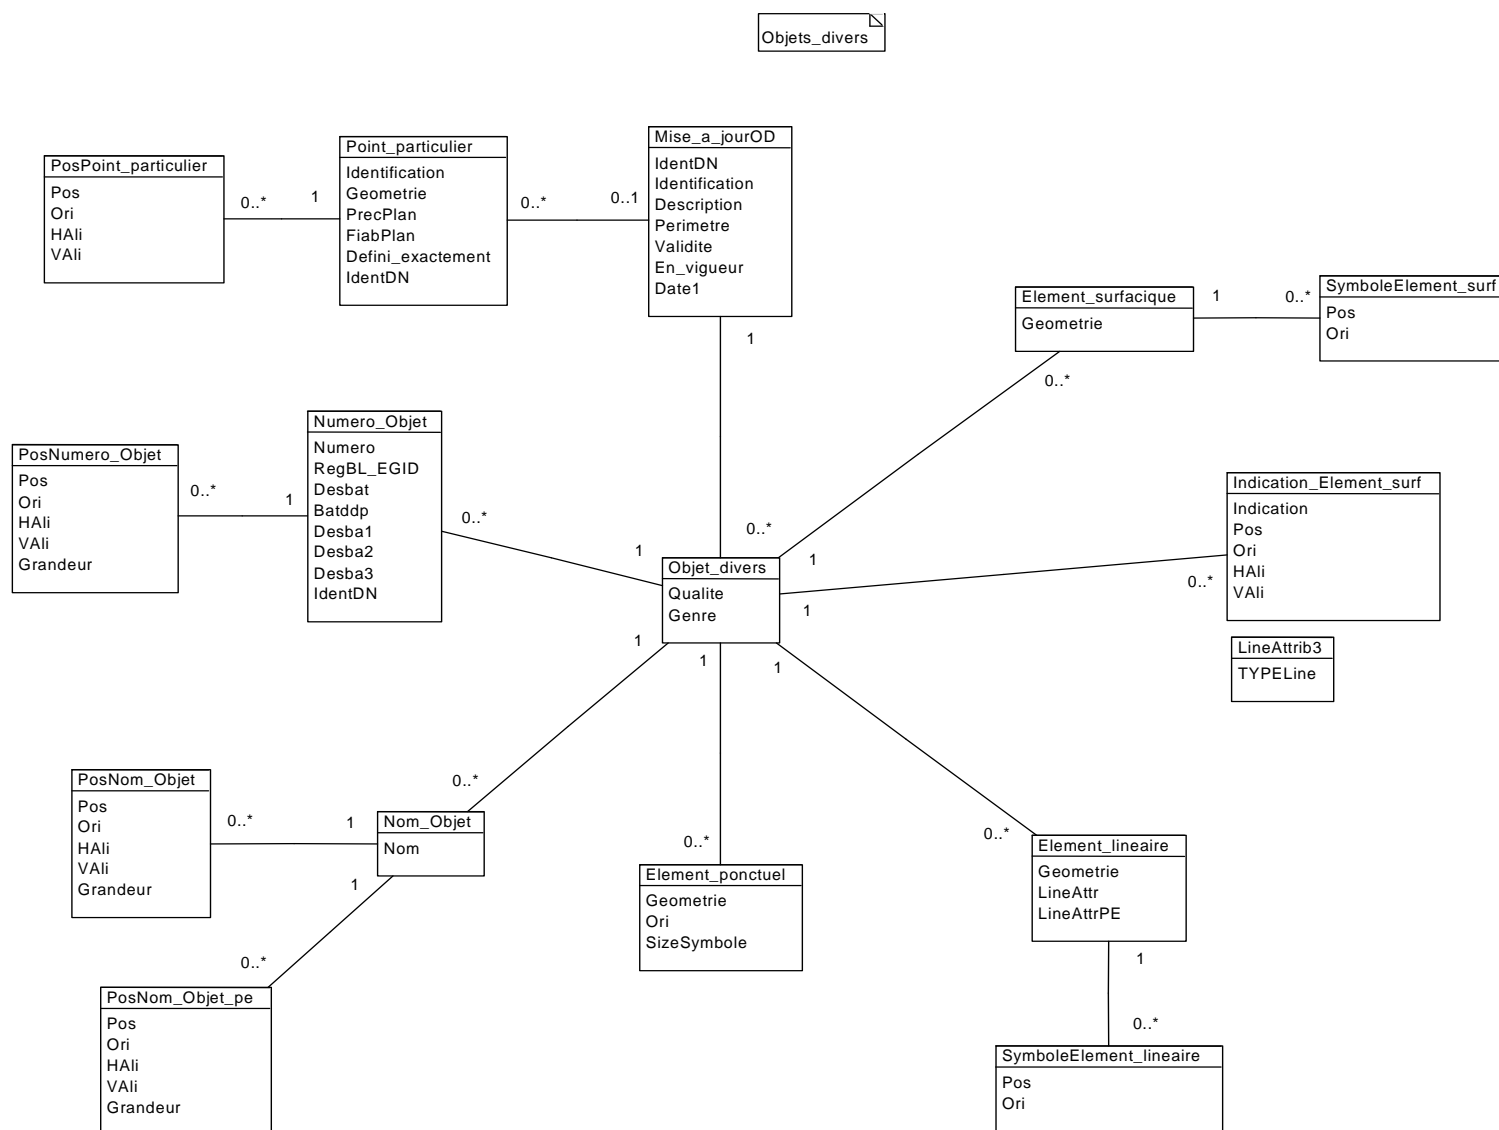 Objets_divers
PosPoint_particulier
Pos
Ori
HAli
VAli
0..*
1
Point_particulier
Identification
Geometrie
PrecPlan
FiabPlan
Defini_exactement
IdentDN
0..*
0..1
Mise_a_jourOD
IdentDN
Identification
Description
Perimetre
Validite
En_vigueur
Date1
1
0..*
Element_surfacique
Geometrie
1
0..*
SymboleElement_surf
Pos
Ori
0..*
1
PosNumero_Objet
Pos
Ori
HAli
VAli
Grandeur
0..*
1
Numero_Objet
Numero
RegBL_EGID
Desbat
Batddp
Desba1
Desba2
Desba3
IdentDN
0..*
1
Objet_divers
Qualite
Genre
1
0..*
Indication_Element_surf
Indication
Pos
Ori
HAli
VAli
LineAttrib3
TYPELine
1
1
1
0..*
PosNom_Objet
Pos
Ori
HAli
VAli
Grandeur
0..*
1
Nom_Objet
Nom
1
0..*
PosNom_Objet_pe
Pos
Ori
HAli
VAli
Grandeur
0..*
Element_ponctuel
Geometrie
Ori
SizeSymbole
0..*
Element_lineaire
Geometrie
LineAttr
LineAttrPE
1
0..*
SymboleElement_lineaire
Pos
Ori